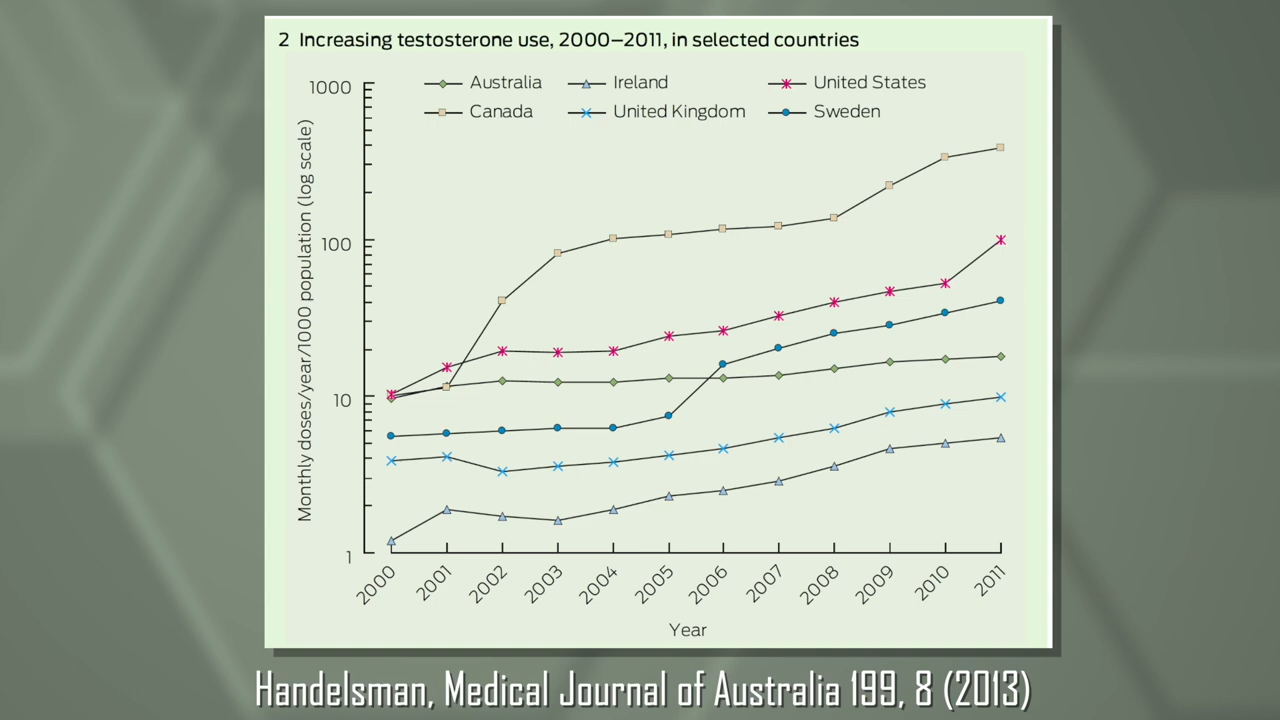 2 Increasing testosterone use, 2000–2011, in selected countries
Australia
Ireland
United States
Canada
United Kingdom
Sweden
Monthly doses/year/1000 population (log scale)
1000
100
10
1
2000
2001
2002
2003
2004
2005
2006
2007
2008
2009
2010
2011
Year
Handelsman, Medical Journal of Australia 199, 8 (2013)